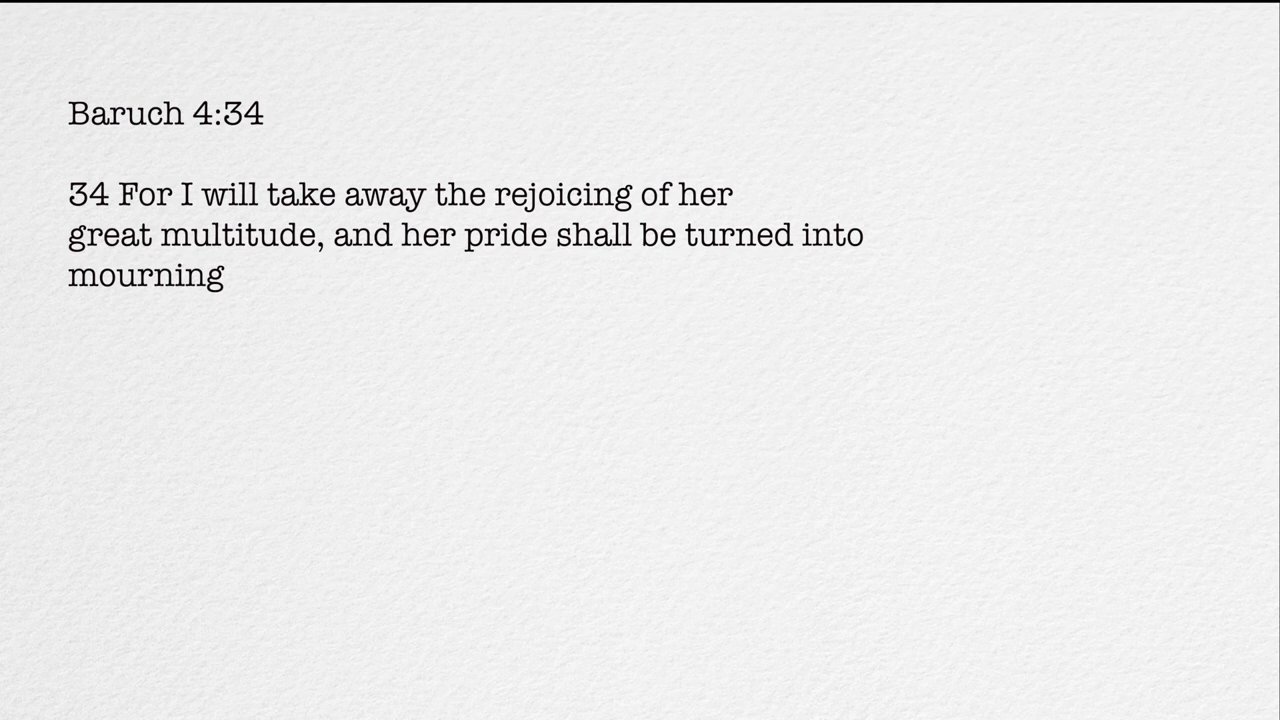 Baruch 4:34
34 For I will take away the rejoicing of her
great multitude, and her pride shall be turned into
mourning